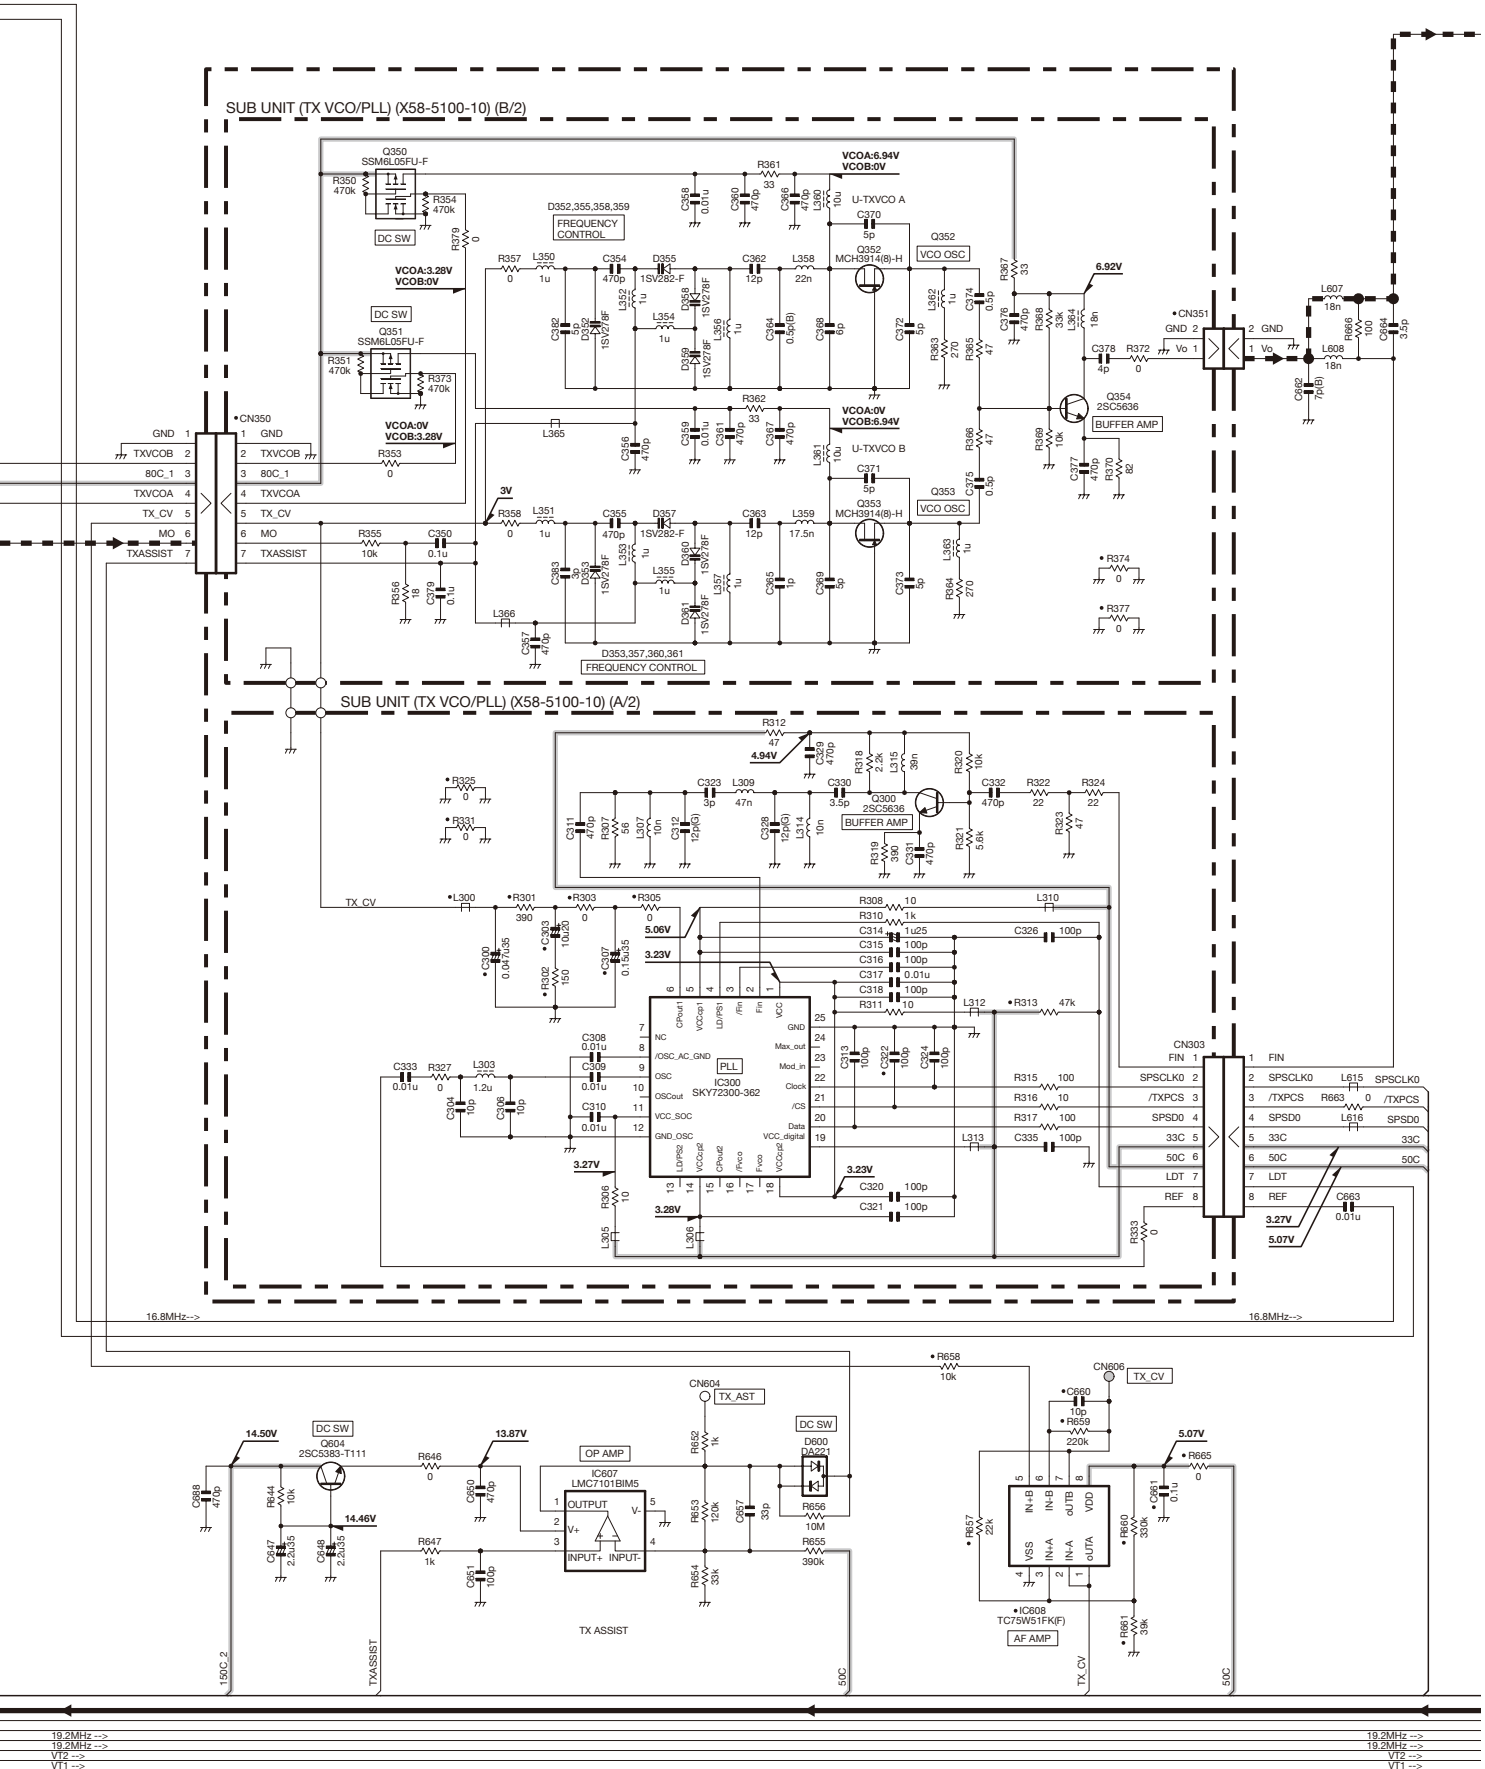 SUB UNIT (TX VCO/PLL) (X58-5100-10) (B/2)
Q350
SSM6L05FU-F
R350
470k
R354
470k
DC SW
R379
0
VCOA:3.28V
VCOB:0V
DC SW
Q351
SSM6L05FU-F
R351
470k
R373
470k
VCOA:0V
VCOB:3.28V
R353
0
D352,355,358,359
FREQUENCY
CONTROL
C358
0.01u
C360
470p
R361
33
C366
470p
L360
10u
VCOA:6.94V
VCOB:0V
U-TXVCO A
C370
5p
Q352
MCH3914(8)-H
Q352
VCO OSC
R357
0
L350
1u
C354
470p
D355
1SV282-F
C362
12p
L358
22n
C382
5p
D352
1SV278F
L352
1u
L354
1u
D358
1SV278F
D359
1SV278F
L356
1u
C364
0.5p(B)
C368
6p
C372
5p
L362
1u
R363
270
C374
0.5p
R365
47
R367
33
C376
470p
R368
33k
L364
18n
6.92V
C378
4p
R372
0
Q354
2SC5636
BUFFER AMP
R366
47
C375
0.5p
R369
10k
C377
470p
R370
82
CN351
GND 2
Vo 1
2 GND
1 Vo
L607
18n
R666
100
C664
3.5p
L608
18n
C662
7p(B)
CN350
GND 1
TXVCOB 2
80C_1 3
TXVCOA 4
TX_CV 5
MO 6
TXASSIST 7
1 GND
2 TXVCOB
3 80C_1
4 TXVCOA
5 TX_CV
6 MO
7 TXASSIST
L365
C356
470p
C359
0.01u
C361
470p
R362
33
C367
470p
VCOA:0V
VCOB:6.94V
L361
10u
U-TXVCO B
C371
5p
Q353
MCH3914(8)-H
Q353
VCO OSC
3V
R358
0
L351
1u
C355
470p
D357
1SV282-F
C363
12p
L359
17.5n
R355
10k
C350
0.1u
R356
18
C379
0.1u
C383
3p
D353
1SV278F
L353
1u
L355
1u
D360
1SV278F
D361
1SV278F
L357
1u
C365
1p
C369
5p
C373
5p
L363
1u
R364
270
L366
C357
470p
D353,357,360,361
FREQUENCY CONTROL
R374
0
R377
0
SUB UNIT (TX VCO/PLL) (X58-5100-10) (A/2)
R312
47
4.94V
C329
470p
R318
2.2k
L315
39n
R320
10k
R325
0
R331
0
C323
3p
L309
47n
C330
3.5p
Q300
2SC5636
BUFFER AMP
C332
470p
R322
22
R324
22
C311
470p
R307
56
L307
10n
C312
12p(G)
C328
12p(G)
L314
10n
R319
390
C331
470p
R321
5.6k
R323
47
TX_CV
L300
R301
390
R303
0
R305
0
C300
0.047u35
C303
10u20
R302
150
C307
0.15u35
5.06V
3.23V
R308 10
R310 1k
C314 1u25
C315 100p
C316 100p
C317 0.01u
C318 100p
R311 10
L310
C326 100p
L312
R313 47k
6 5 4 3 2 1
CPout1
VCCcp1
LD/PS1
/Fin
Fin
VCC
7 NC
8 /OSC_AC_GND
9 OSC
10 OSCout
11 VCC_SOC
12 GND_OSC
25 GND
24 Max_out
23 Mod_in
22 Clock
21 /CS
20 Data
19 VCC_digital
PLL
IC300
SKY72300-362
LD/PS2
VCCcp2
CPout2
/Fvco
Fvco
VCCcp2
13 14 15 16 17 18
C308
0.01u
C309
0.01u
C310
0.01u
C333
0.01u
R327
0
L303
1.2u
C304
10p
C306
10p
3.27V
R306
10
L305
3.28V
L306
C313
100p
C322
100p
C324
100p
R315 100
R316 10
R317 100
L313
C335 100p
3.23V
C320 100p
C321 100p
R333
0
CN303
FIN 1
SPSCLK0 2
/TXPCS 3
SPSD0 4
33C 5
50C 6
LDT 7
REF 8
1 FIN
2 SPSCLK0
3 /TXPCS
4 SPSD0
5 33C
6 50C
7 LDT
8 REF
L615 SPSCLK0
R663 0 /TXPCS
L616 SPSD0
33C
50C
C663
0.01u
3.27V
5.07V
16.8MHz-->
16.8MHz-->
R658
10k
CN606
TX_CV
C660
10p
R659
220k
5.07V
R665
0
CN604
TX_AST
R652
1k
DC SW
D600
DA221
14.50V
DC SW
Q604
2SC5383-T111
R646
0
13.87V
C650
470p
OP AMP
IC607
LMC7101BIM5
1 OUTPUT
2 V+
3 INPUT+
V- 5
INPUT- 4
C688
470p
R644
10k
14.46V
C647
2.2u35
C648
2.2u35
R647
1k
C651
100p
R653
120k
C657
33p
R656
10M
R655
390k
R654
33k
TX ASSIST
5 6 7 8
IN+B
IN-B
oUTB
VDD
VSS
IN+A
IN-A
oUTA
4 3 2 1
R657
22k
C661
0.1u
R660
330k
R661
39k
IC608
TC75W51FK(F)
AF AMP
150C_2
TXASSIST
50C
TX_CV
50C
19.2MHz -->
19.2MHz -->
VT2 -->
VT1 -->
19.2MHz -->
19.2MHz -->
VT2 -->
VT1 -->